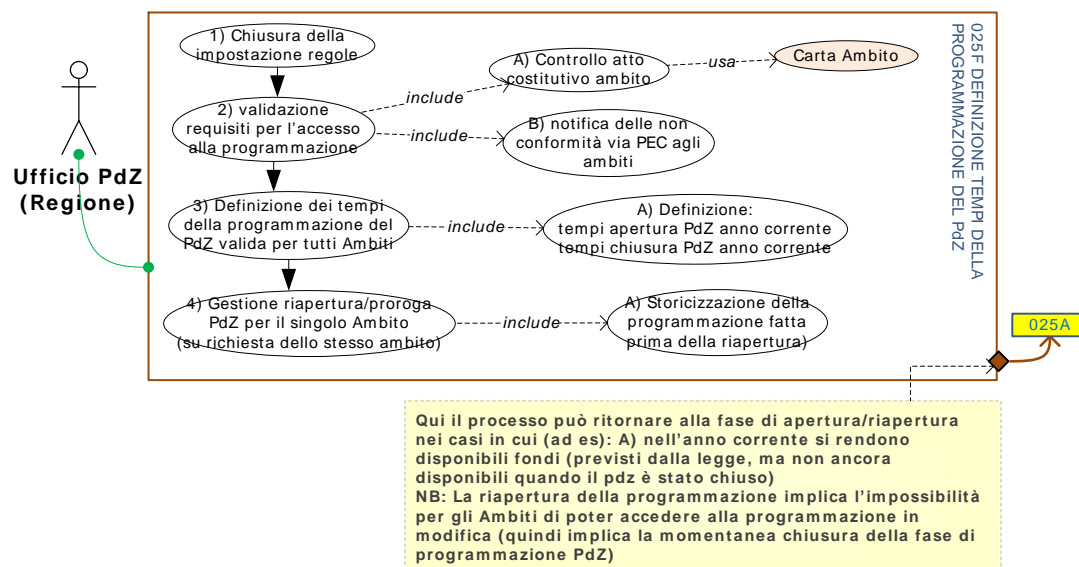 1) Chiusura della
impostazione regole
A) Controllo atto
costitutivo ambito
usa
Carta Ambito
025F DEFINIZIONE TEMPI DELLA
PROGRAMMAZIONE DEL PdZ
include
2) validazione
requisiti per l'accesso
alla programmazione
include
B) notifica delle non
conformità via PEC agli
ambiti
Ufficio PdZ
(Regione)
3) Definizione dei tempi
della programmazione del
PdZ valida per tutti Ambiti
include
A) Definizione:
tempi apertura PdZ anno corrente
tempi chiusura PdZ anno corrente
4) Gestione riapertura/proroga
PdZ per il singolo Ambito
(su richiesta dello stesso ambito)
include
A) Storicizzazione della
programmazione fatta
prima della riapertura)
025A
Qui il processo può ritornare alla fase di apertura/riapertura
nei casi in cui (ad es): A) nell'anno corrente si rendono
disponibili fondi (previsti dalla legge, ma non ancora
disponibili quando il pdz è stato chiuso)
NB: La riapertura della programmazione implica l'impossibilità
per gli Ambiti di poter accedere alla programmazione in
modifica (quindi implica la momentanea chiusura della fase di
programmazione PdZ)